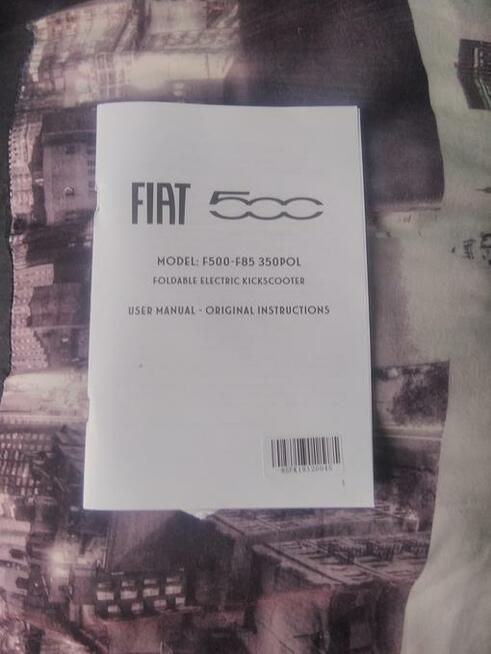 FIAT 500
MODEL: F500-F85 350POL
FOLDABLE ELECTRIC KICKSCOOTER
USER MANUAL - ORIGINAL INSTRUCTIONS